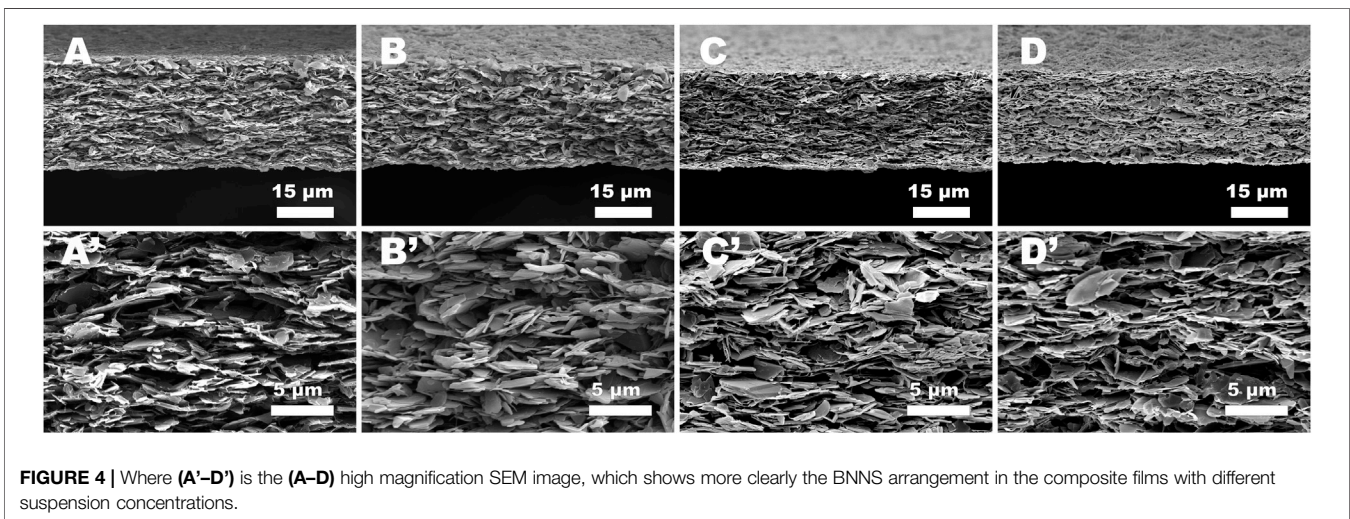 A
B
C
D
15 µm
15 µm
15 µm
15 µm
A'
B'
C'
D'
5 µm
5 µm
5 µm
5 µm
FIGURE 4 | Where (A'–D') is the (A–D) high magnification SEM image, which shows more clearly the BNNS arrangement in the composite films with different
suspension concentrations.